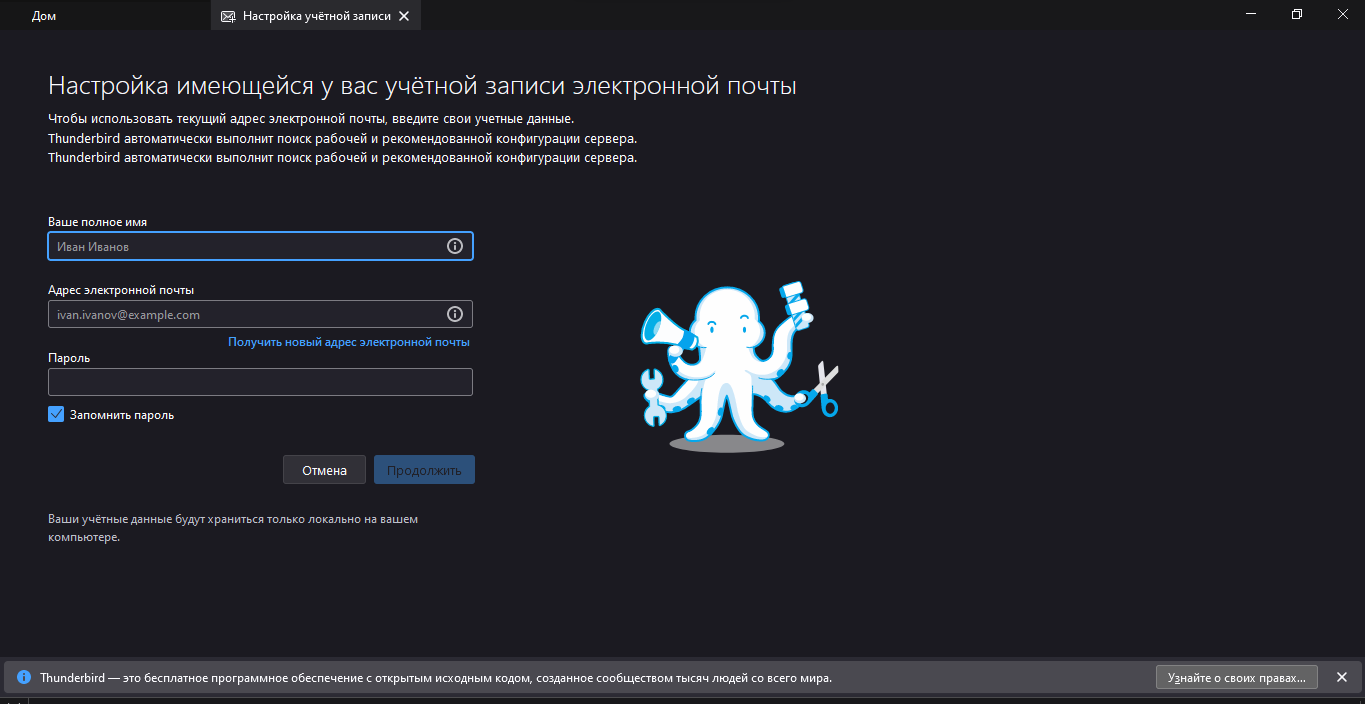 Дом
Настройка учётной записи
Настройка имеющейся у вас учётной записи электронной почты
Чтобы использовать текущий адрес электронной почты, введите свои учетные данные.
Thunderbird автоматически выполнит поиск рабочей и рекомендованной конфигурации сервера.
Thunderbird автоматически выполнит поиск рабочей и рекомендованной конфигурации сервера.
Ваше полное имя
Иван Иванов
Адрес электронной почты
ivan.ivanov@example.com
Получить новый адрес электронной почты
Пароль
Запомнить пароль
Отмена
Продолжить
Ваши учётные данные будут храниться только локально на вашем
компьютере.
Thunderbird — это бесплатное программное обеспечение с открытым исходным кодом, созданное сообществом тысяч людей со всего мира.
Узнайте о своих правах...